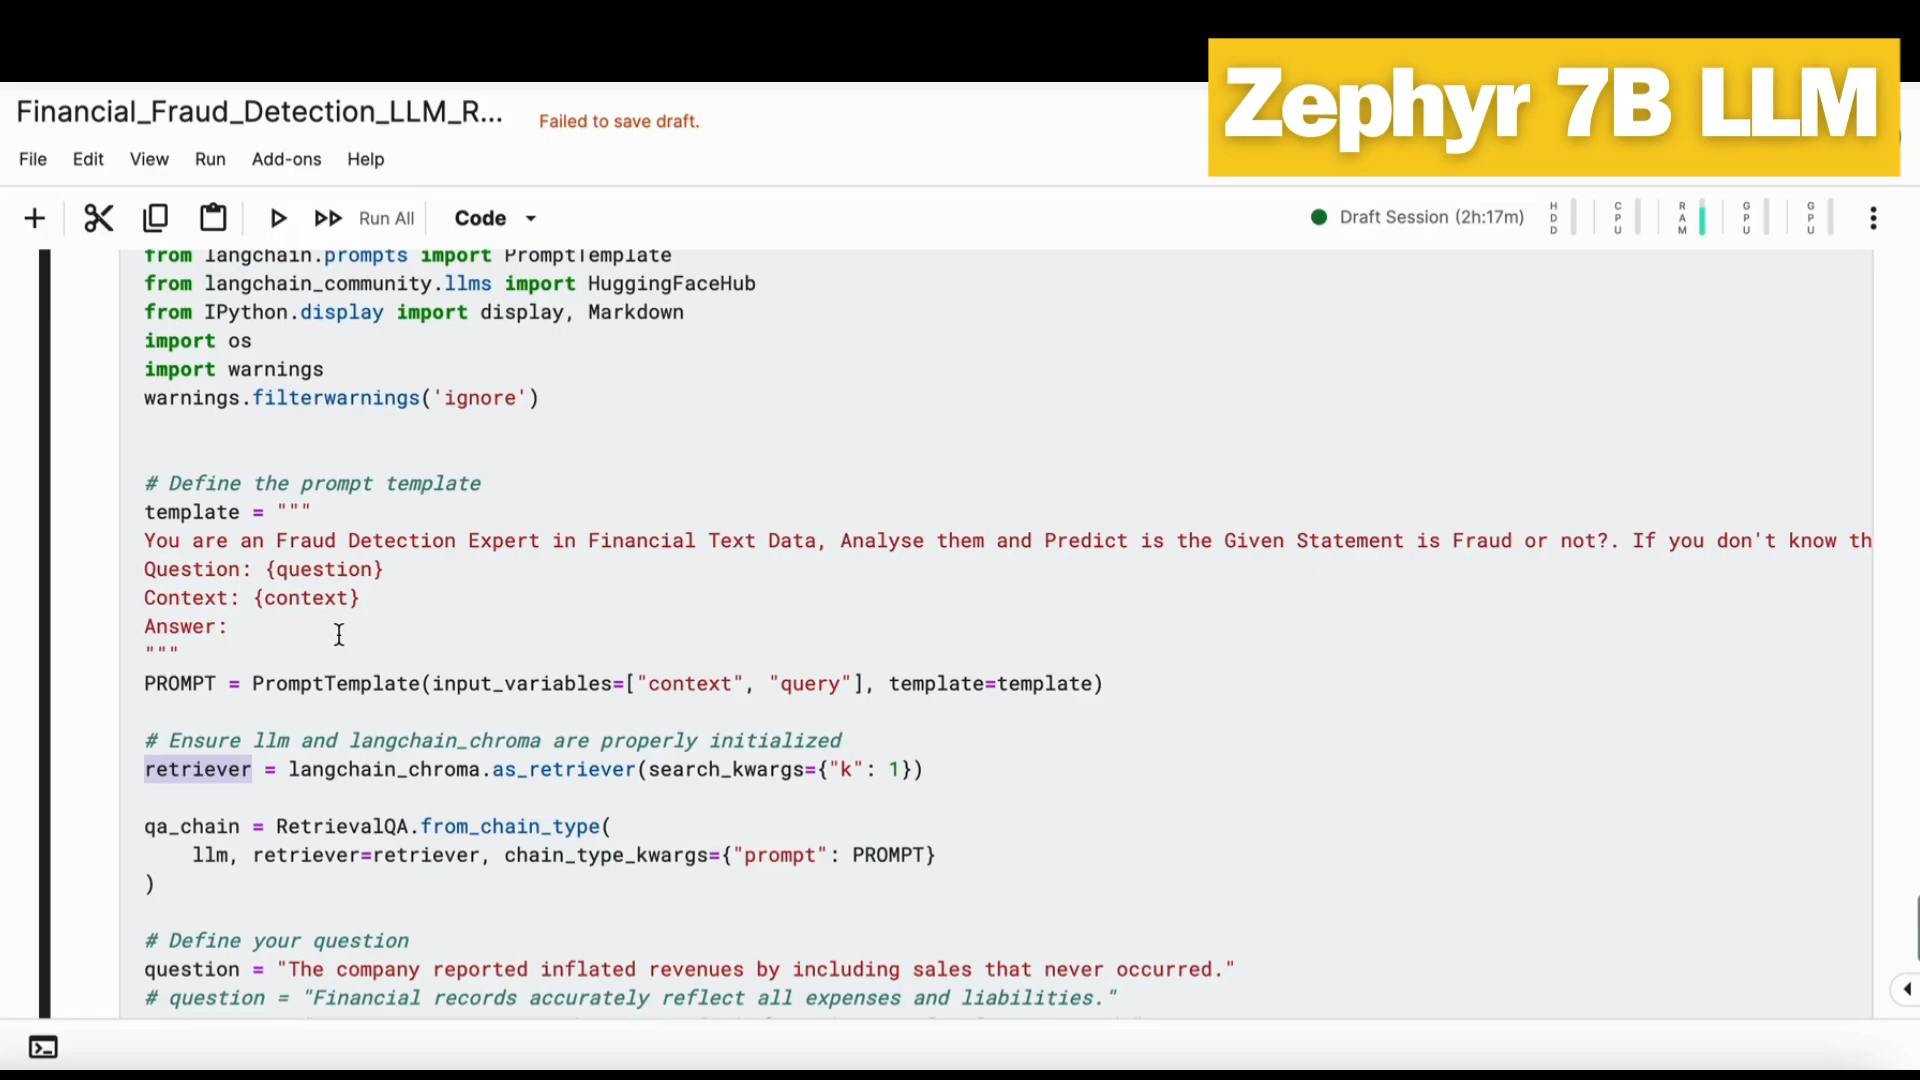 Zephyr 7B LLM
Financial_Fraud_Detection_LLM_R...
Failed to save draft.
File Edit View Run Add-ons Help
Run All
Code
Draft Session (2h:17m)
HDD
CPU
RAM
GPU
GPU
from langchain.prompts import PromptTemplate
from langchain_community.llms import HuggingFaceHub
from IPython.display import display, Markdown
import os
import warnings
warnings.filterwarnings('ignore')
# Define the prompt template
template = """
You are an Fraud Detection Expert in Financial Text Data, Analyse them and Predict is the Given Statement is Fraud or not?. If you don't know th
Question: {question}
Context: {context}
Answer:
"""
PROMPT = PromptTemplate(input_variables=["context", "query"], template=template)
# Ensure llm and langchain_chroma are properly initialized
retriever = langchain_chroma.as_retriever(search_kwargs={"k": 1})
qa_chain = RetrievalQA.from_chain_type(
    llm, retriever=retriever, chain_type_kwargs={"prompt": PROMPT}
)
# Define your question
question = "The company reported inflated revenues by including sales that never occurred."
# question = "Financial records accurately reflect all expenses and liabilities."